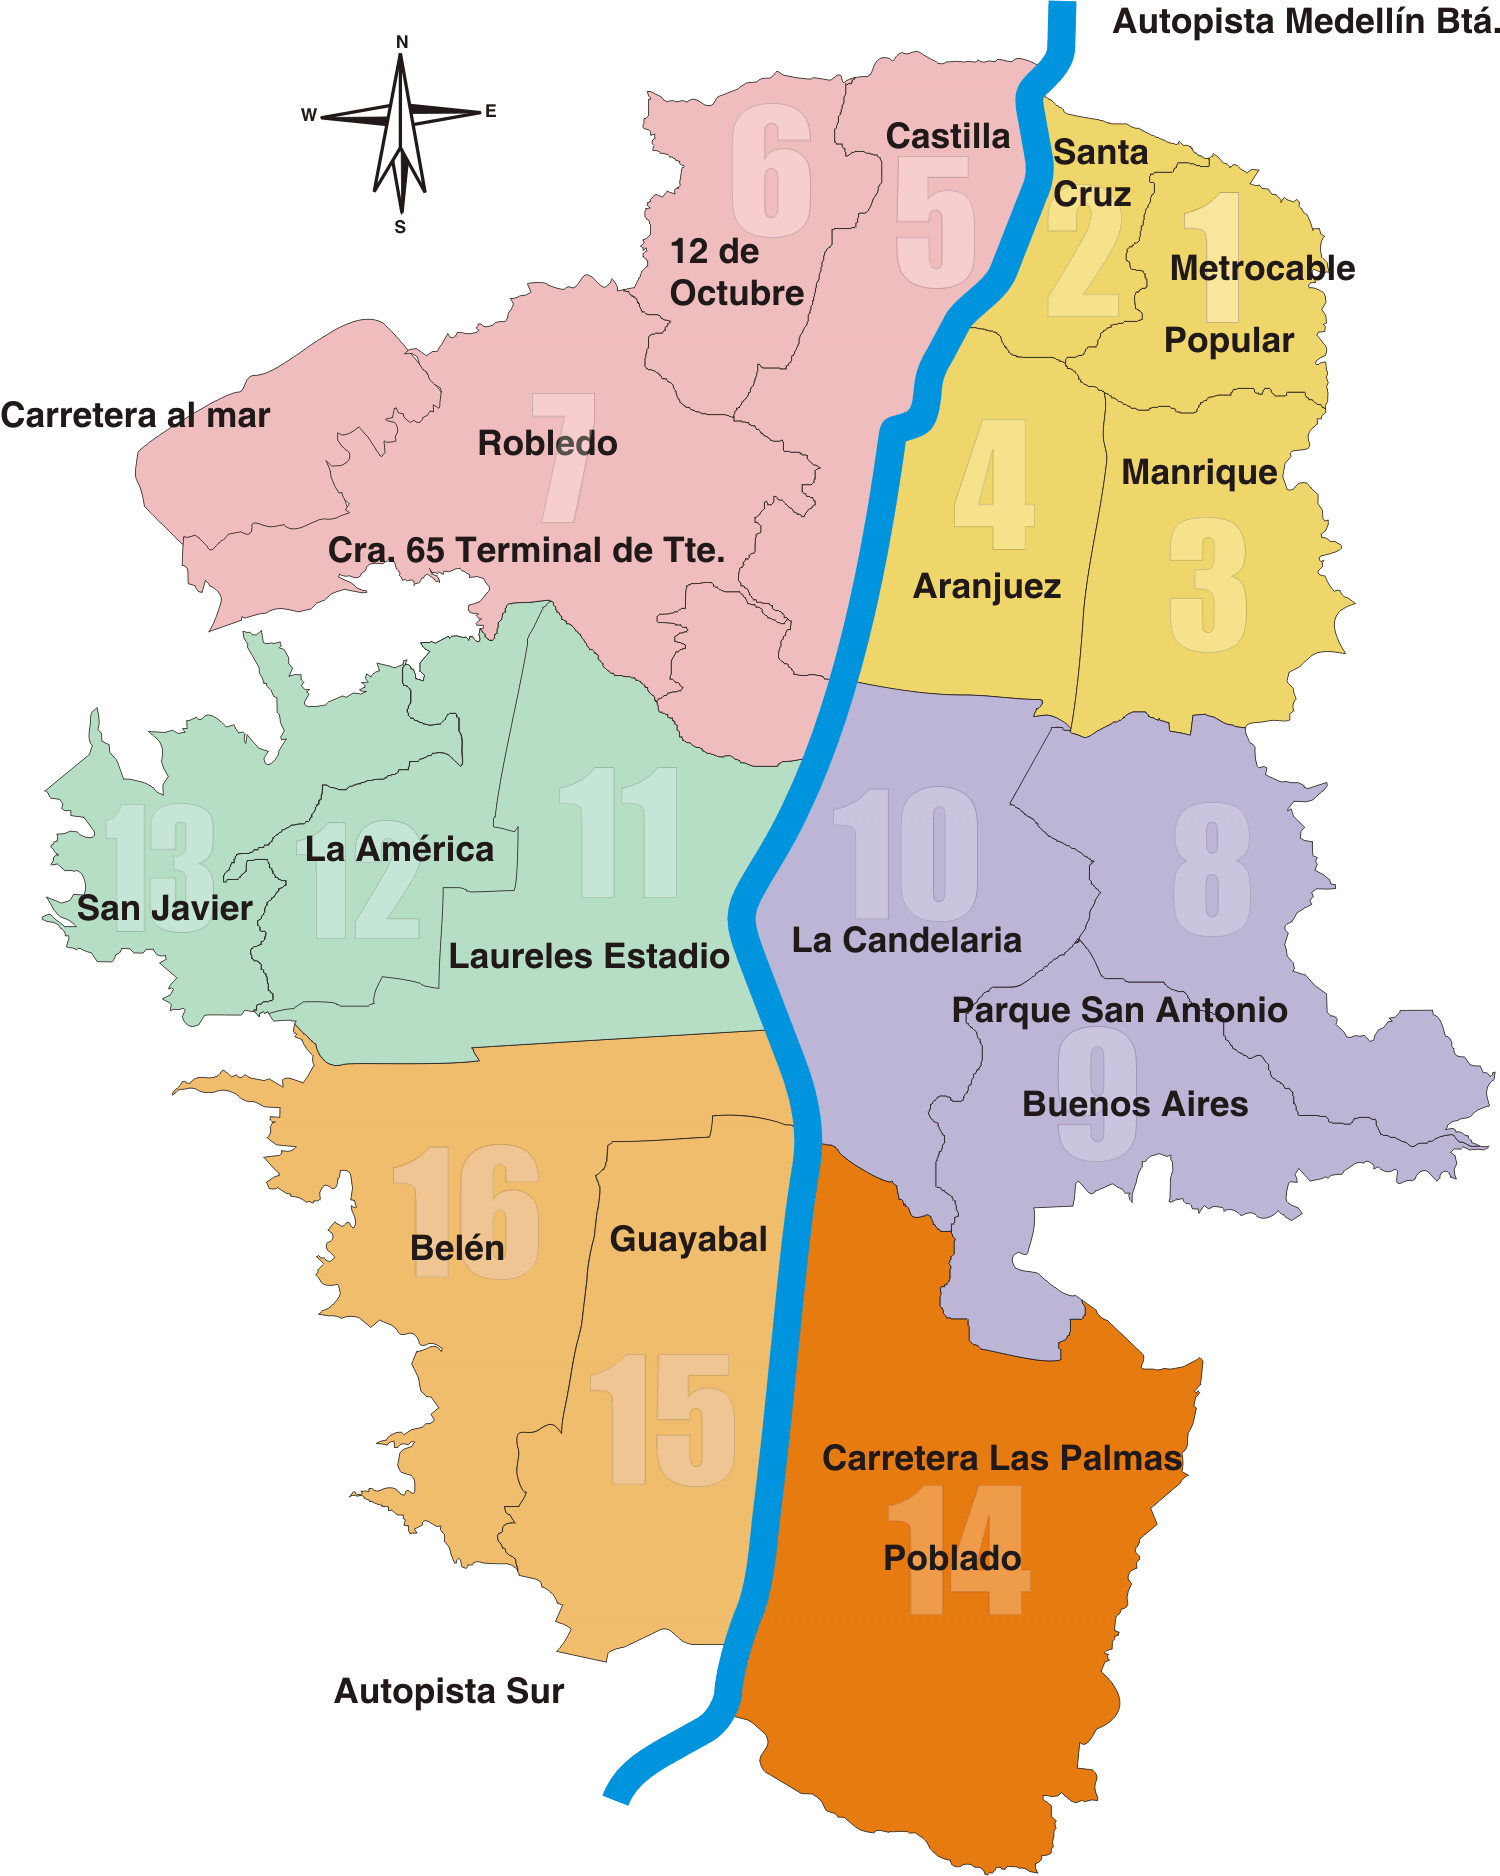 Autopista Medellín Btá.
N
W
E
S
6
Castilla
5
Santa
Cruz
2
1
Metrocable
Popular
12 de
Octubre
Carretera al mar
7
Robledo
4
Manrique
3
Cra. 65 Terminal de Tte.
Aranjuez
11
10
8
13
12
La América
San Javier
La Candelaria
Laureles Estadio
Parque San Antonio
9
Buenos Aires
16
Belén
Guayabal
15
Carretera Las Palmas
14
Poblado
Autopista Sur